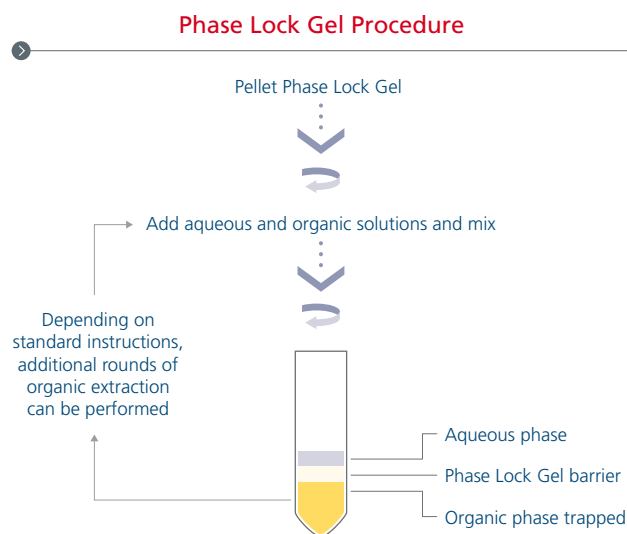 Phase Lock Gel Procedure
Pellet Phase Lock Gel
Add aqueous and organic solutions and mix
Depending on
standard instructions,
additional rounds of
organic extraction
can be performed
Aqueous phase
Phase Lock Gel barrier
Organic phase trapped